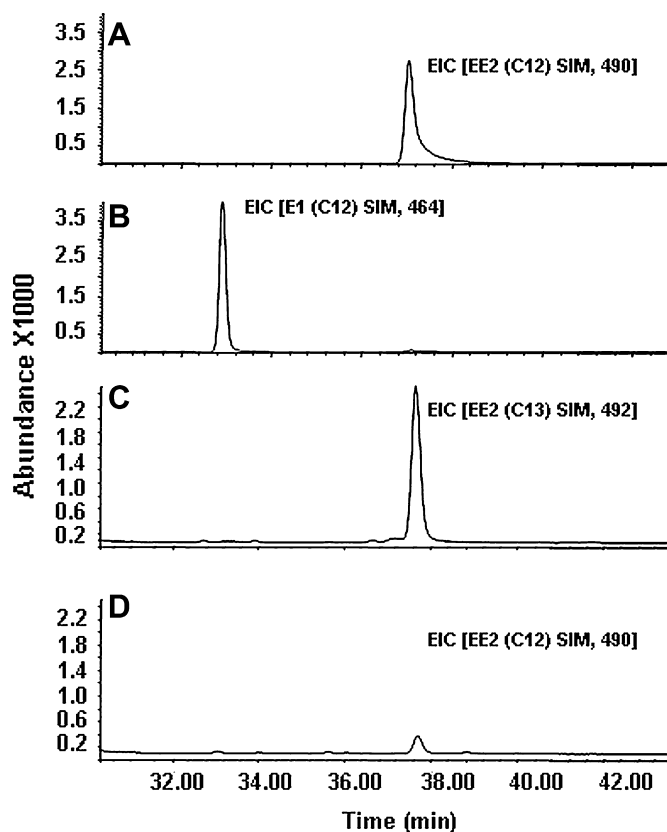 A
EIC [EE2 (C12) SIM, 490]
3.5
2.5
1.5
0.5
B
EIC [E1 (C12) SIM, 464]
3.5
2.5
1.5
0.5
Abundance X1000
C
EIC [EE2 (C13) SIM, 492]
2.2
1.8
1.4
1.0
0.6
0.2
D
EIC [EE2 (C12) SIM, 490]
2.2
1.8
1.4
1.0
0.6
0.2
32.00 34.00 36.00 38.00 40.00 42.00
Time (min)